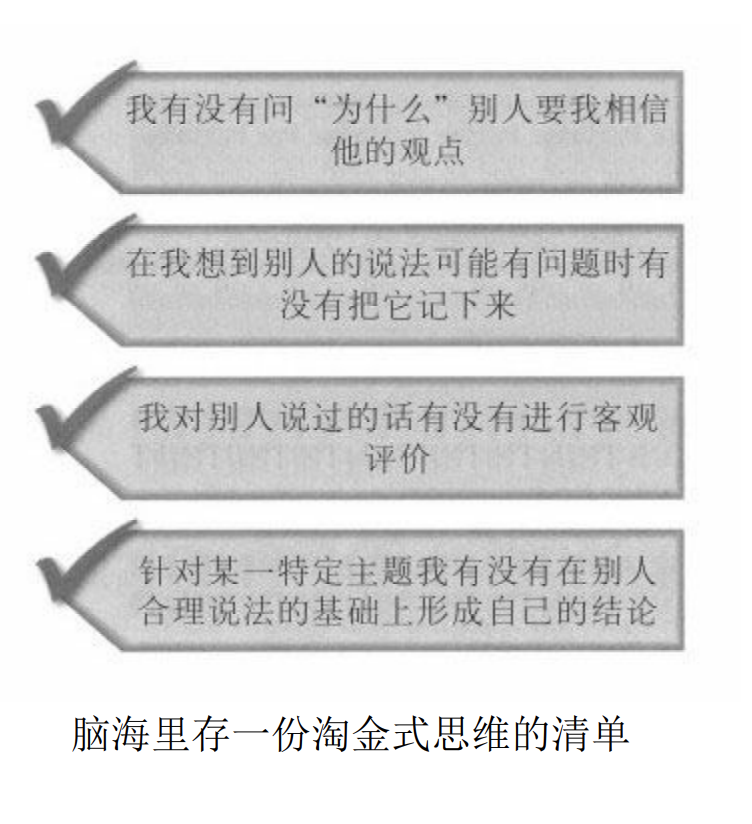 我有没有问“为什么”别人要我相信
他的观点
在我想到别人的说法可能有问题时有
没有把它记下来
我对别人说过的话有没有进行客观
评价
针对某一特定主题我有没有在别人
合理说法的基础上形成自己的结论
脑海里存一份淘金式思维的清单